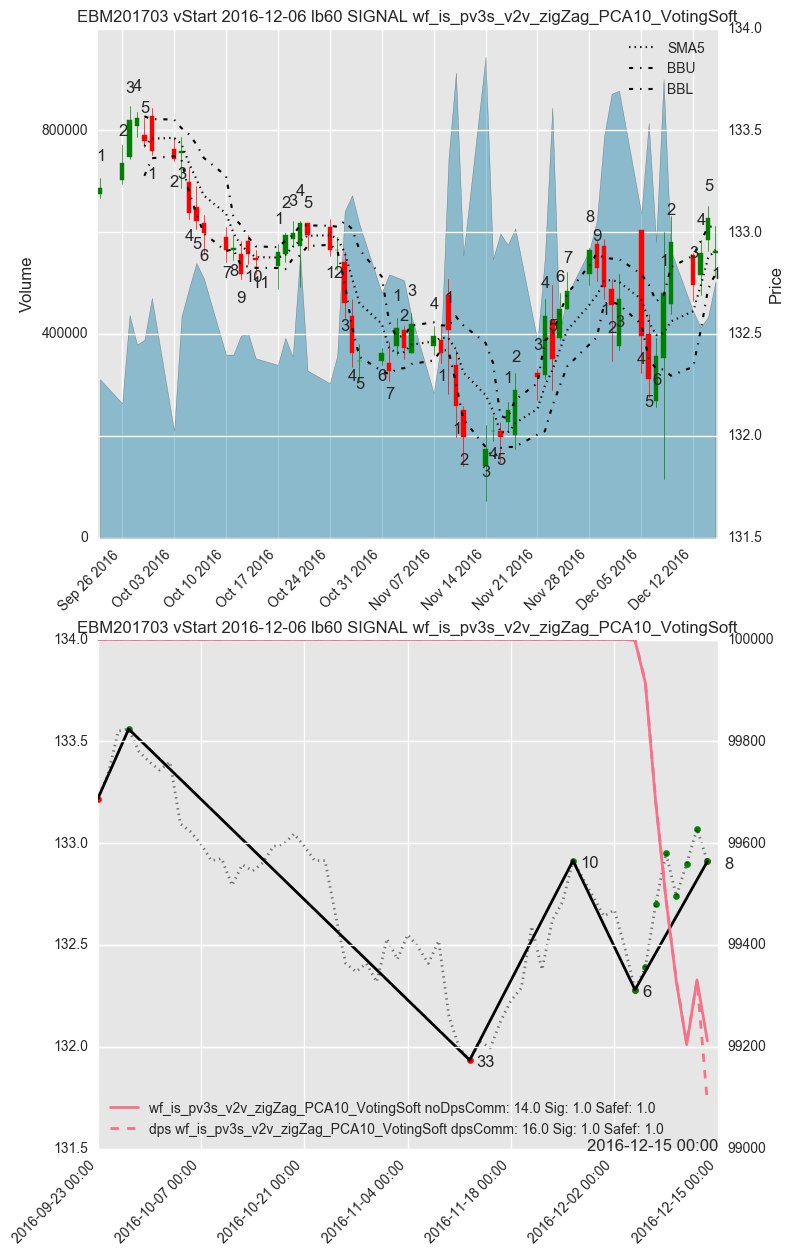 EBM201703 vStart 2016-12-06 lb60 SIGNAL wf_is_pv3s_v2v_zigZag_PCA10_VotingSoft
SMA5
BBU
BBL
134.0
133.5
133.0
132.5
132.0
131.5
Price
800000
400000
0
Volume
Sep 26 2016
Oct 03 2016
Oct 10 2016
Oct 17 2016
Oct 24 2016
Oct 31 2016
Nov 07 2016
Nov 14 2016
Nov 21 2016
Nov 28 2016
Dec 05 2016
Dec 12 2016
EBM201703 vStart 2016-12-06 lb60 SIGNAL wf_is_pv3s_v2v_zigZag_PCA10_VotingSoft
134.0
133.5
133.0
132.5
132.0
131.5
100000
99800
99600
99400
99200
99000
10
8
6
33
wf_is_pv3s_v2v_zigZag_PCA10_VotingSoft noDpsComm: 14.0 Sig: 1.0 Safef: 1.0
dps wf_is_pv3s_v2v_zigZag_PCA10_VotingSoft dpsComm: 16.0 Sig: 1.0 Safef: 1.0
2016-12-15 00:00
2016-09-23 00:00
2016-10-07 00:00
2016-10-21 00:00
2016-11-04 00:00
2016-11-18 00:00
2016-12-02 00:00
2016-12-15 00:00